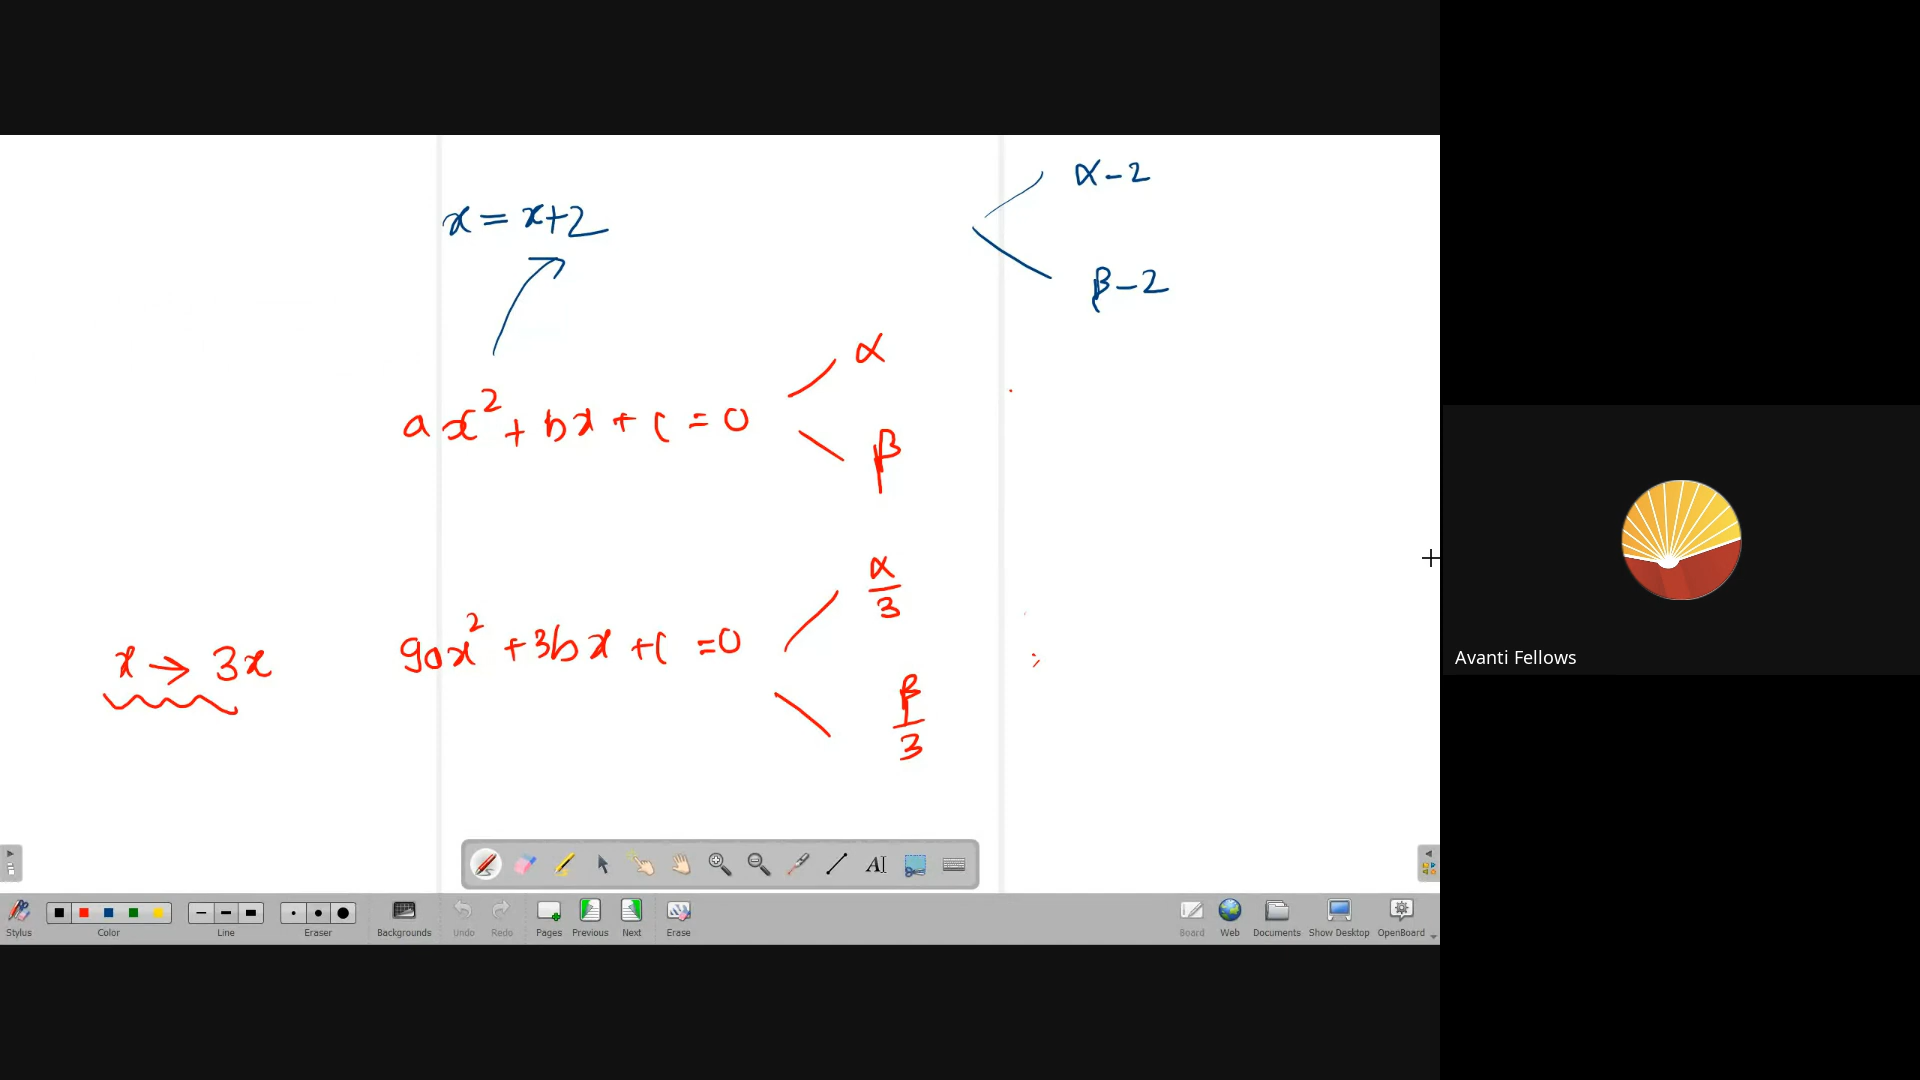 α-2
x = x+2
β-2
α
ax² + bx + c = 0
β
α/3
x → 3x 9ax² + 3bx + c = 0
β/3
Avanti Fellows
Stylus Color Line Eraser Backgrounds Undo Redo Pages Previous Next Erase Board Web Documents Show Desktop OpenBoard